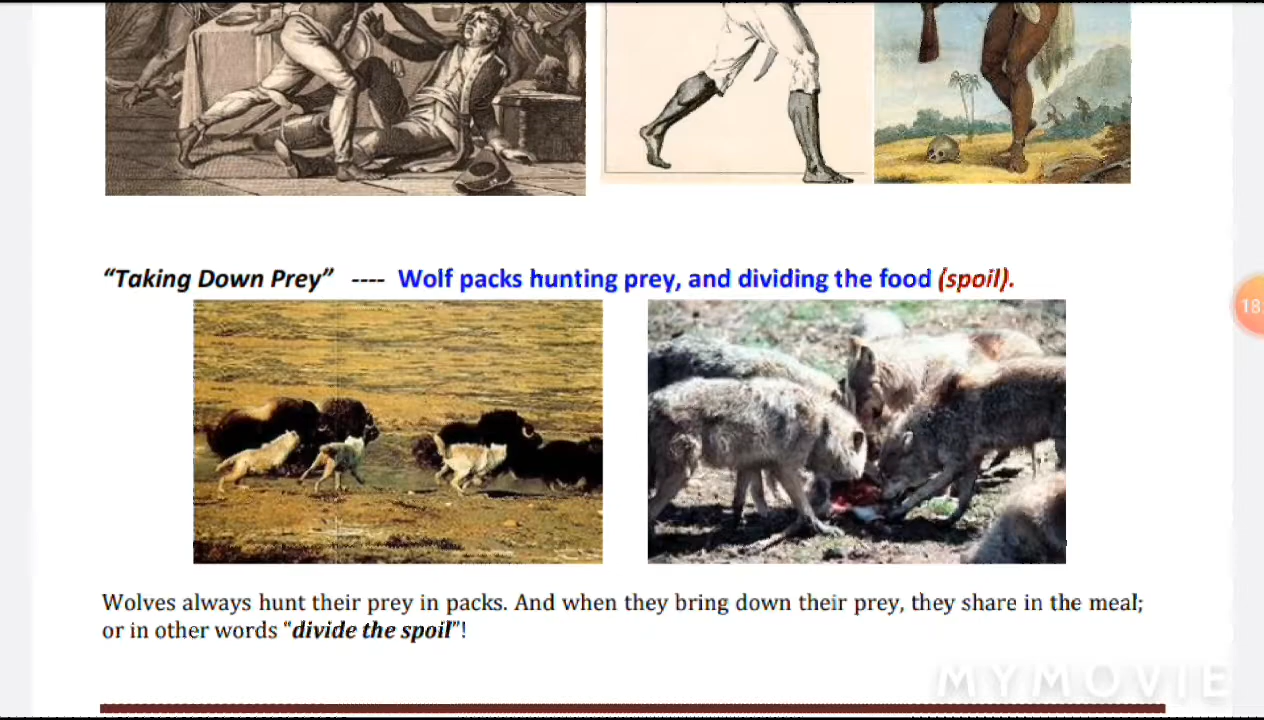 “Taking Down Prey” ---- Wolf packs hunting prey, and dividing the food (spoil).
18
Wolves always hunt their prey in packs. And when they bring down their prey, they share in the meal;
or in other words “divide the spoil”!
MYMOVIE